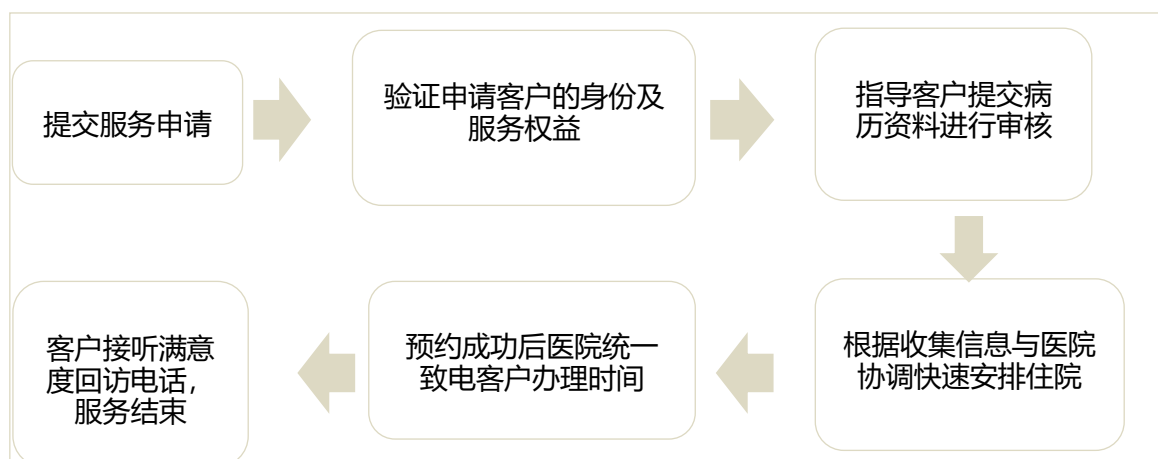 提交服务申请
验证申请客户的身份及
服务权益
指导客户提交病
历资料进行审核
根据收集信息与医院
协调快速安排住院
预约成功后医院统一
致电客户办理时间
客户接听满意
度回访电话，
服务结束